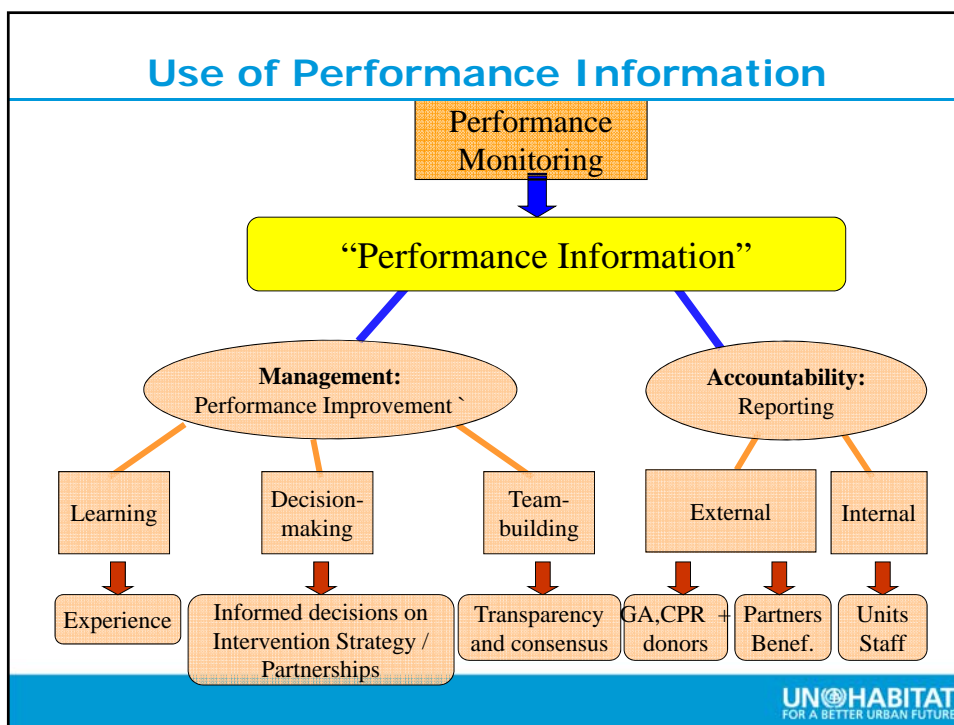 Use of Performance Information
Performance
Monitoring
“Performance Information”
Management:
Performance Improvement `
Accountability:
Reporting
Learning
Decision-
making
Team-
building
External
Internal
Experience
Informed decisions on
Intervention Strategy /
Partnerships
Transparency
and consensus
GA,CPR +
donors
Partners
Benef.
Units
Staff
UN HABITAT
FOR A BETTER URBAN FUTURE